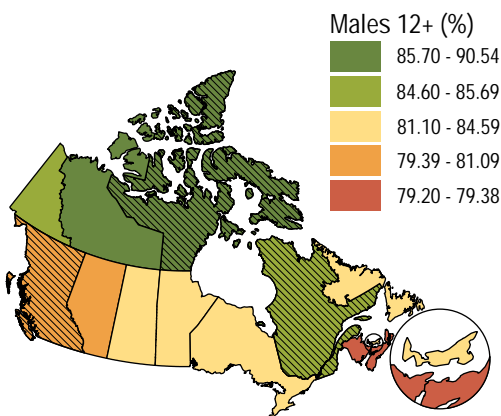 Males 12+ (%)
85.70 - 90.54
84.60 - 85.69
81.10 - 84.59
79.39 - 81.09
79.20 - 79.38